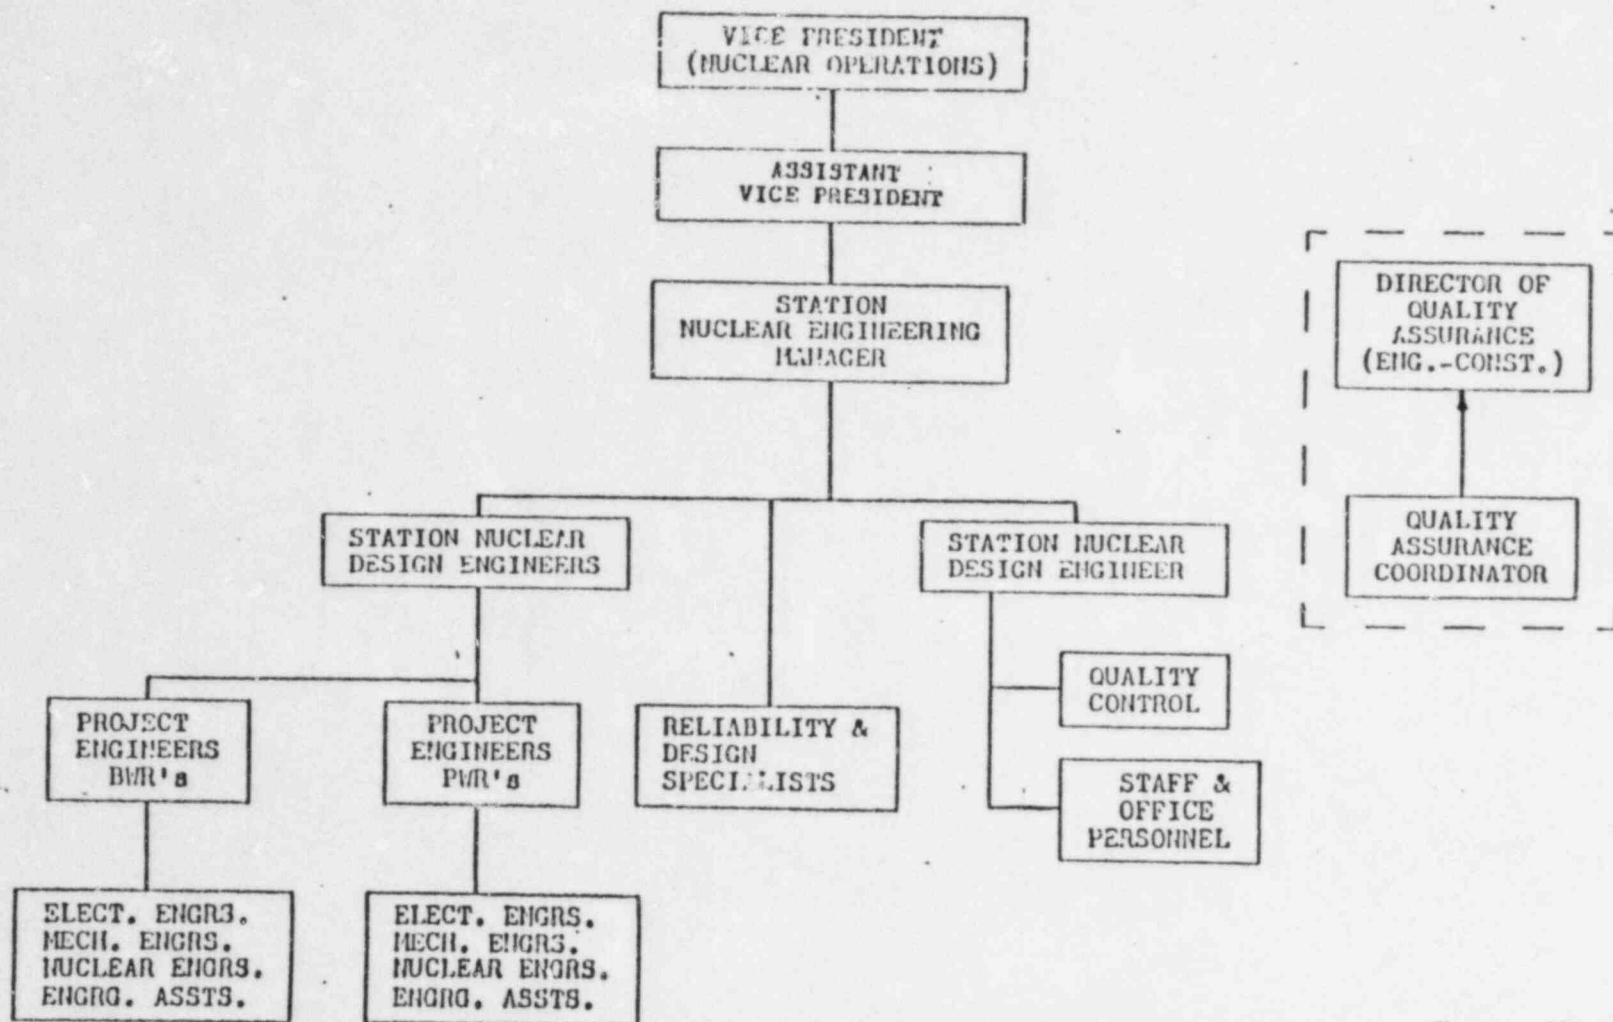 VICE PRESIDENT
(NUCLEAR OPERATIONS)
ASSISTANT
VICE PRESIDENT
STATION
NUCLEAR ENGINEERING
MANAGER
DIRECTOR OF
QUALITY
ASSURANCE
(ENG.-CONST.)
QUALITY
ASSURANCE
COORDINATOR
STATION NUCLEAR
DESIGN ENGINEERS
STATION NUCLEAR
DESIGN ENGINEER
QUALITY
CONTROL
STAFF &
OFFICE
PERSONNEL
PROJECT
ENGINEERS
BWR's
PROJECT
ENGINEERS
PWR's
RELIABILITY &
DESIGN
SPECIALISTS
ELECT. ENGRS.
MECH. ENGRS.
NUCLEAR ENGRS.
ENGRG. ASSTS.
ELECT. ENGRS.
MECH. ENGRS.
NUCLEAR ENGRS.
ENGRG. ASSTS.